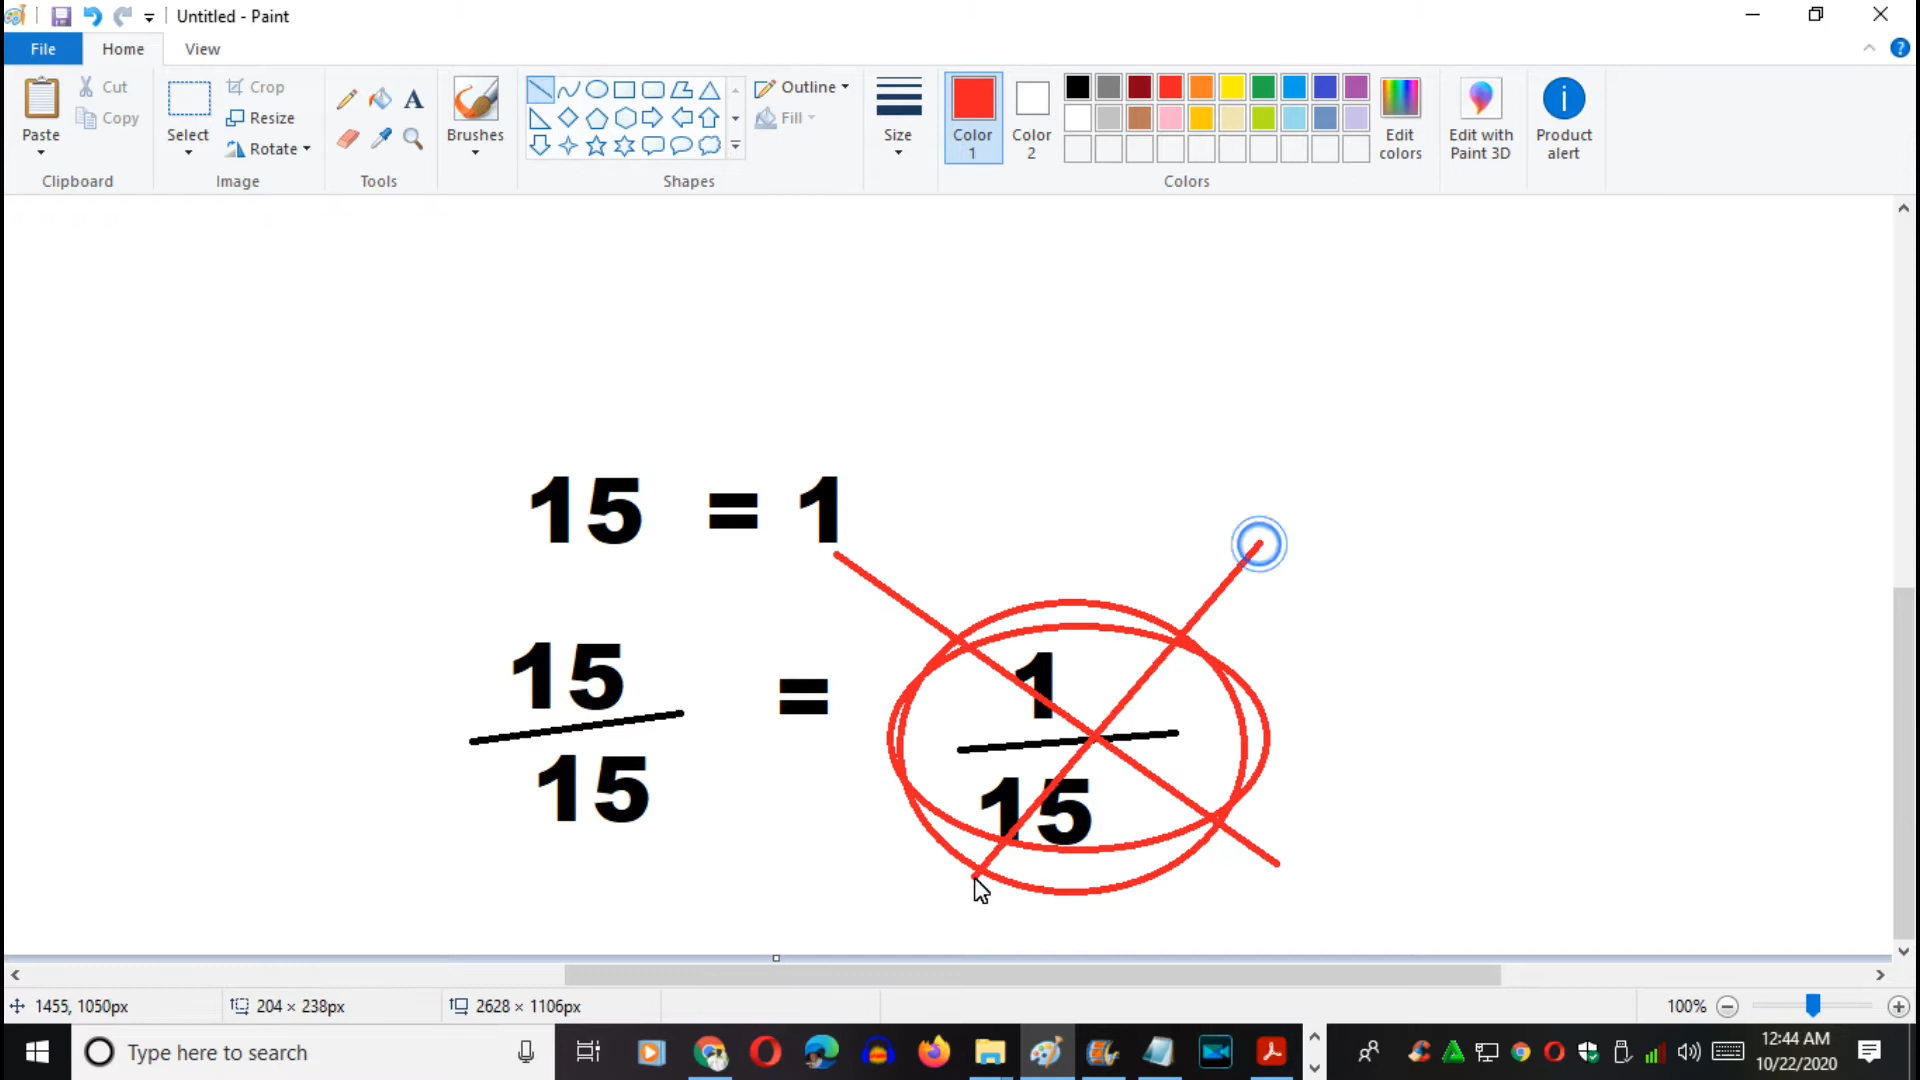 Untitled - Paint
File Home View
Paste
Cut
Copy
Clipboard
Select
Crop
Resize
Rotate
Image
A
Tools
Brushes
Shapes
Outline
Fill
Size
Color 1
Color 2
Colors
Edit colors
Edit with Paint 3D
Product alert
15 = 1
15 = 1
15 15
1455, 1050px 204 × 238px 2628 × 1106px 100%
Type here to search
12:44 AM
10/22/2020